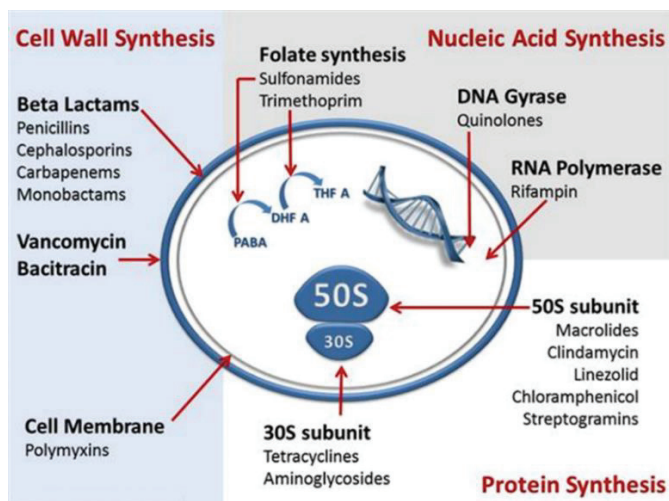 Cell Wall Synthesis
Nucleic Acid Synthesis
Beta Lactams
Penicillins
Cephalosporins
Carbapenems
Monobactams
Vancomycin
Bacitracin
Cell Membrane
Polymyxins
Folate synthesis
Sulfonamides
Trimethoprim
PABA
DHF A
THF A
DNA Gyrase
Quinolones
RNA Polymerase
Rifampin
50S
30S
50S subunit
Macrolides
Clindamycin
Linezolid
Chloramphenicol
Streptogramins
30S subunit
Tetracyclines
Aminoglycosides
Protein Synthesis